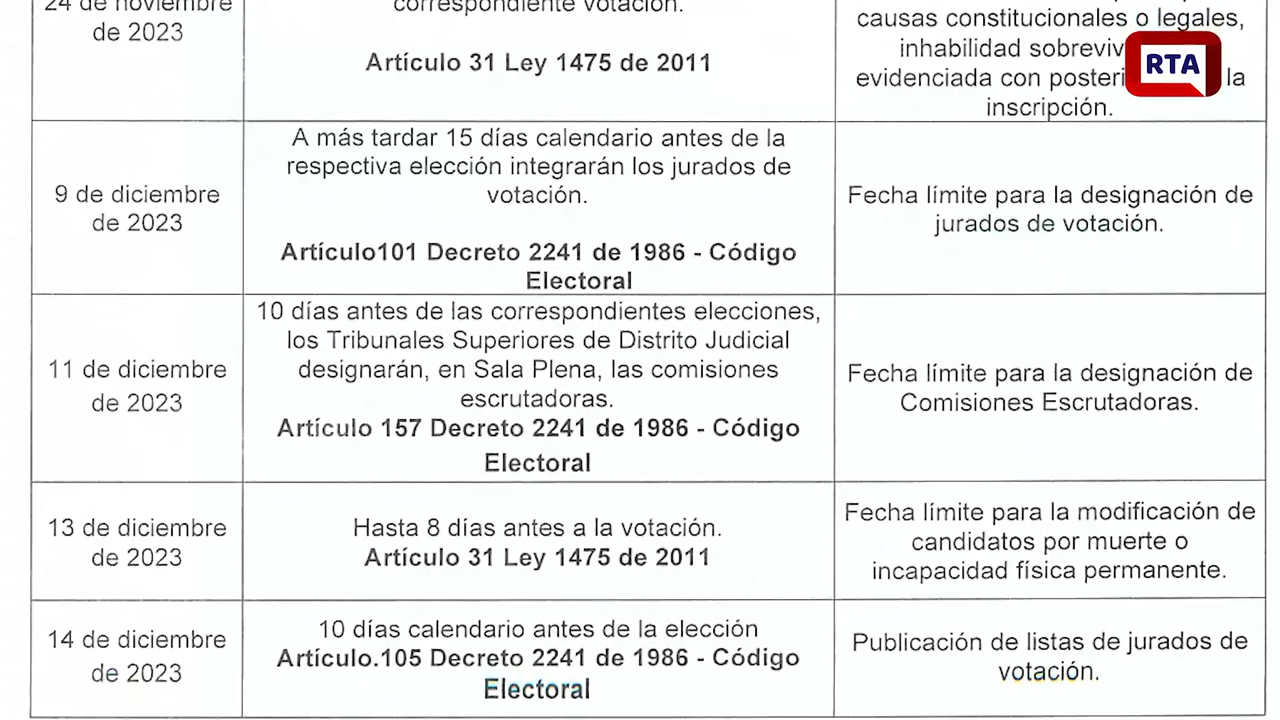 24 de noviembre
de 2023
correspondiente votación.
Artículo 31 Ley 1475 de 2011
causas constitucionales o legales,
inhabilidad
evidenciada con
la
inscripción.
RTA
9 de diciembre
de 2023
A más tardar 15 días calendario antes de la
respectiva elección integrarán los jurados de
votación.
Artículo101 Decreto 2241 de 1986 - Código
Electoral
Fecha límite para la designación de
jurados de votación.
11 de diciembre
de 2023
10 días antes de las correspondientes elecciones,
los Tribunales Superiores de Distrito Judicial
designarán, en Sala Plena, las comisiones
escrutadoras.
Artículo 157 Decreto 2241 de 1986 - Código
Electoral
Fecha límite para la designación de
Comisiones Escrutadoras.
13 de diciembre
de 2023
Hasta 8 días antes a la votación.
Artículo 31 Ley 1475 de 2011
Fecha límite para la modificación de
candidatos por muerte o
incapacidad física permanente.
14 de diciembre
de 2023
10 días calendario antes de la elección
Artículo.105 Decreto 2241 de 1986 - Código
Electoral
Publicación de listas de jurados de
votación.